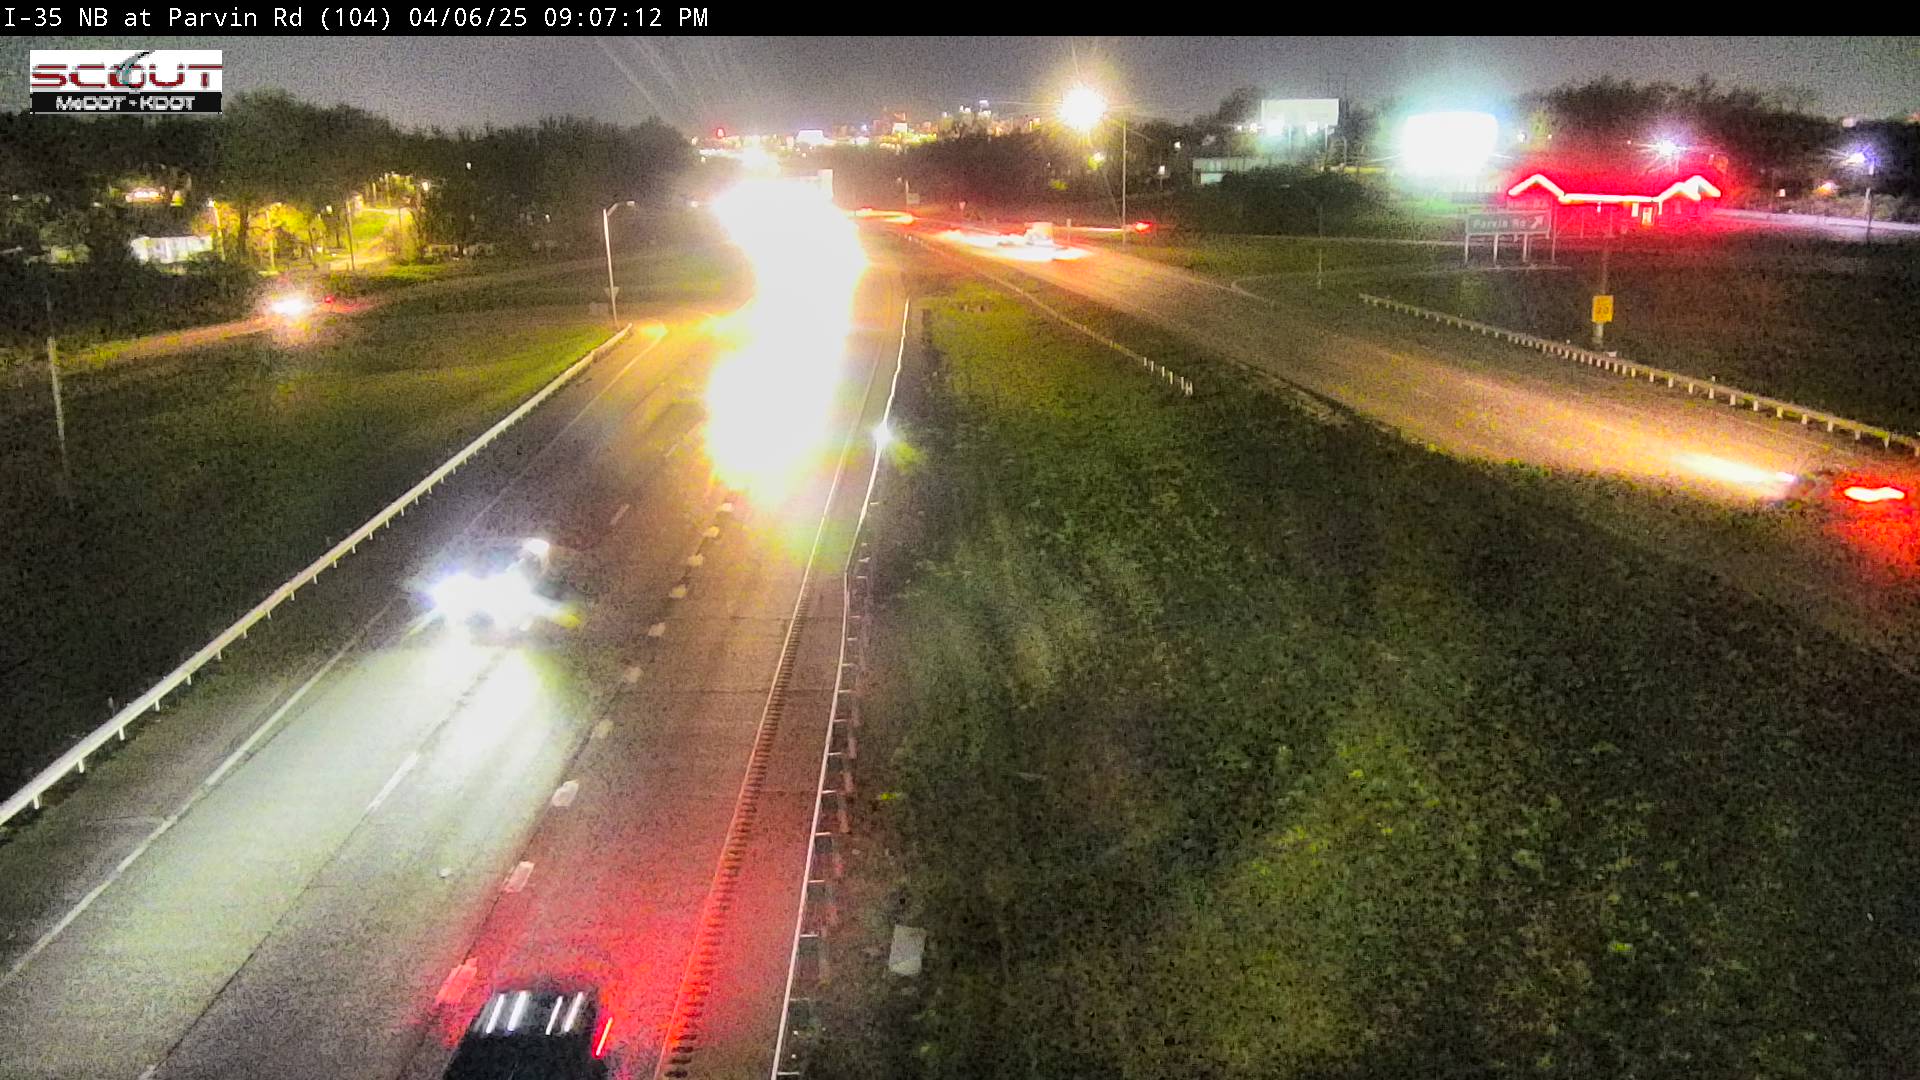 I-35 NB at Parvin Rd (104) 04/06/25 09:07:12 PM
SCOUT
MoDOT - KDOT
Parvin Rd